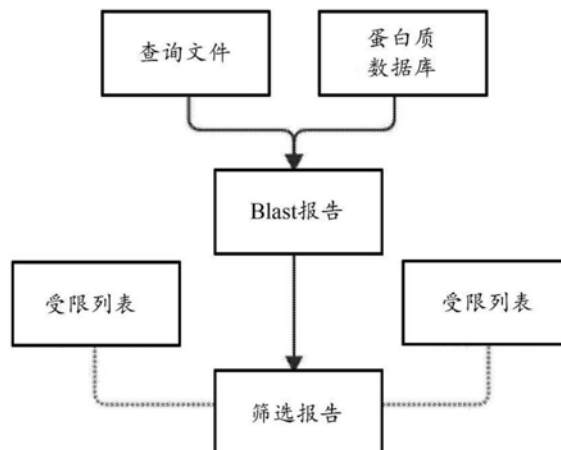 查询文件
蛋白质
数据库
Blast报告
受限列表
受限列表
筛选报告